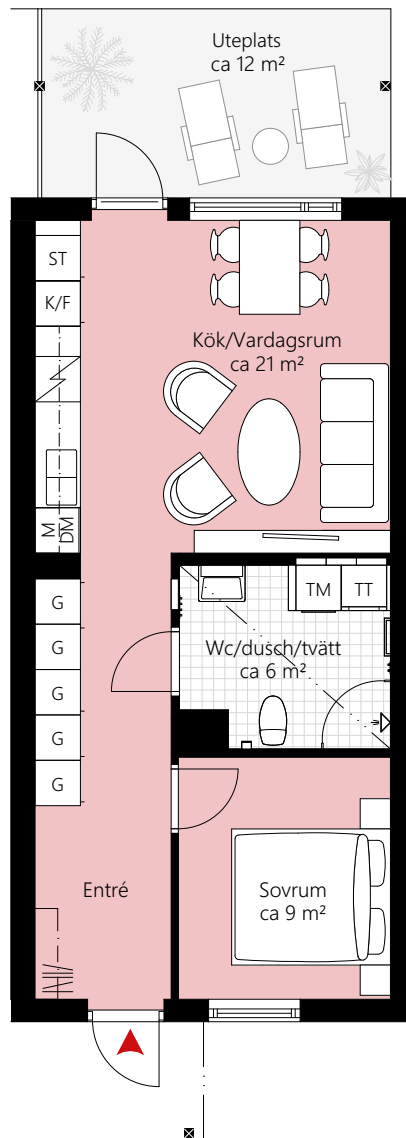 Uteplats
ca 12 m²
ST
K/F
Kök/Vardagsrum
ca 21 m²
M
DM
TM
TT
G
Wc/dusch/tvätt
ca 6 m²
G
G
G
G
Entré
Sovrum
ca 9 m²